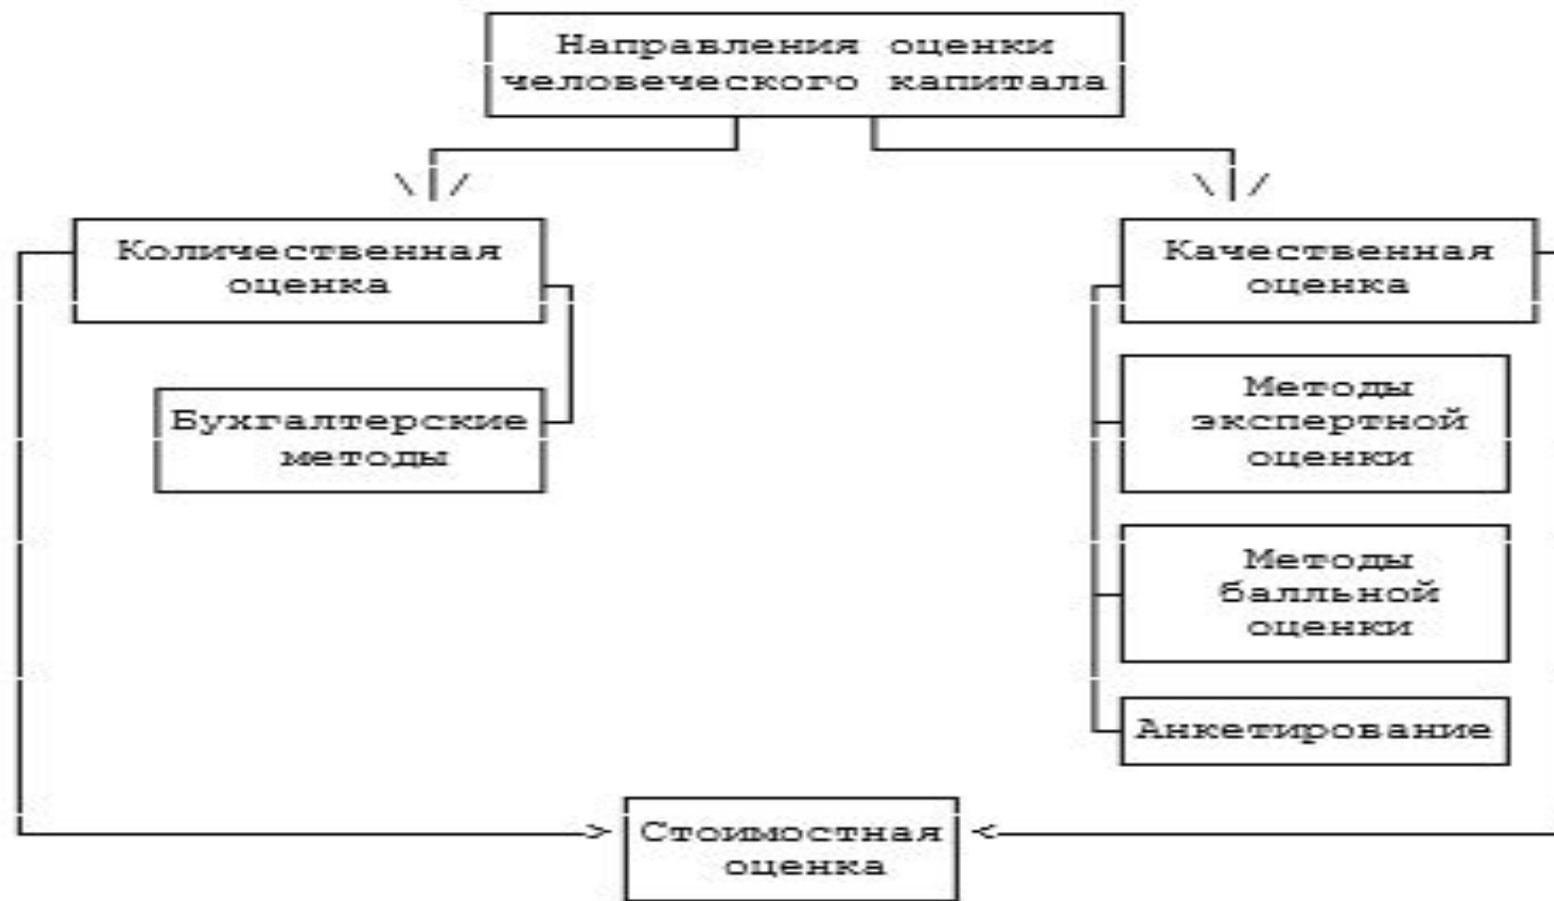 Направления оценки
человеческого капитала
Количественная
оценка
Бухгалтерские
методы
Качественная
оценка
Методы
экспертной
оценки
Методы
балльной
оценки
Анкетирование
Стоимостная
оценка